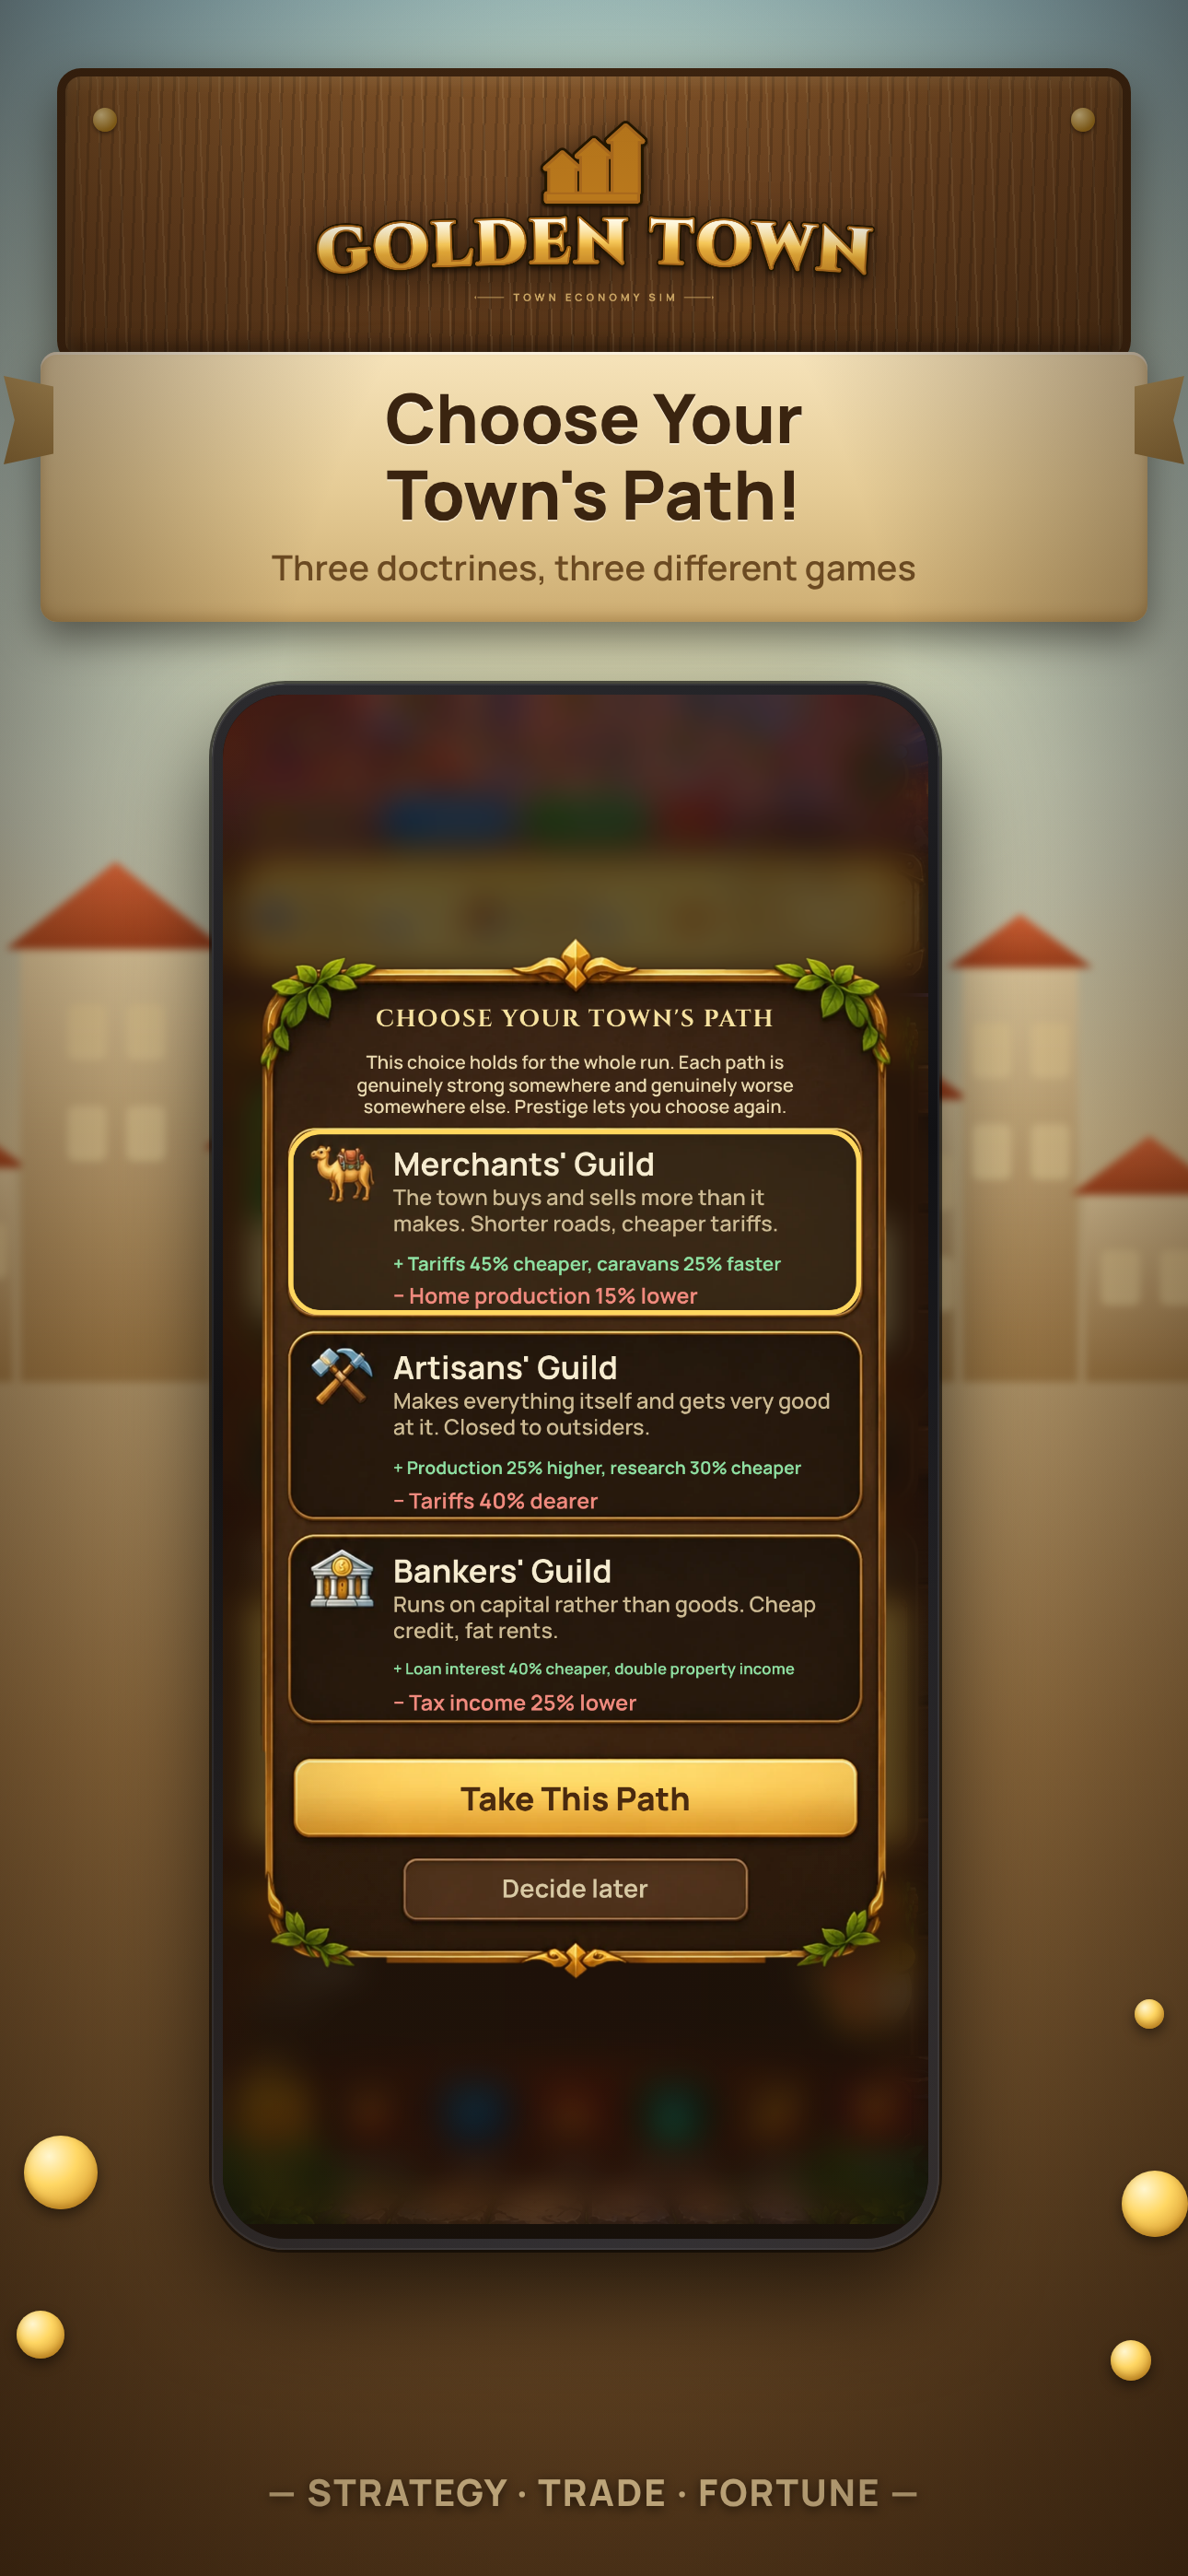 GOLDEN TOWN
TOWN ECONOMY SIM
Choose Your
Town's Path!
Three doctrines, three different games
CHOOSE YOUR TOWN'S PATH
This choice holds for the whole run. Each path is
genuinely strong somewhere and genuinely worse
somewhere else. Prestige lets you choose again.
Merchants' Guild
The town buys and sells more than it
makes. Shorter roads, cheaper tariffs.
+ Tariffs 45% cheaper, caravans 25% faster
− Home production 15% lower
Artisans' Guild
Makes everything itself and gets very good
at it. Closed to outsiders.
+ Production 25% higher, research 30% cheaper
− Tariffs 40% dearer
Bankers' Guild
Runs on capital rather than goods. Cheap
credit, fat rents.
+ Loan interest 40% cheaper, double property income
− Tax income 25% lower
Take This Path
Decide later
— STRATEGY · TRADE · FORTUNE —